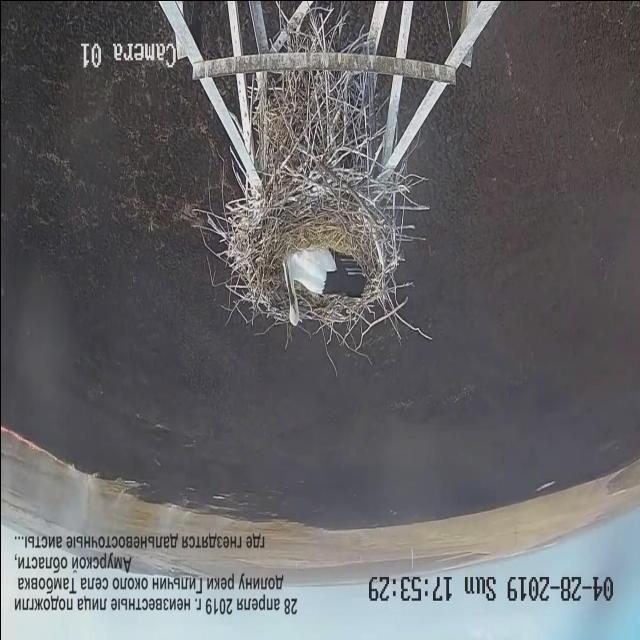 04-28-2019 Sun 17:53:29
28 апреля 2019 г. неизвестные лица подожгли
долину реки Гильчин около села Тамбовка
Амурской области,
где гнездятся дальневосточные аисты...
Camera 01